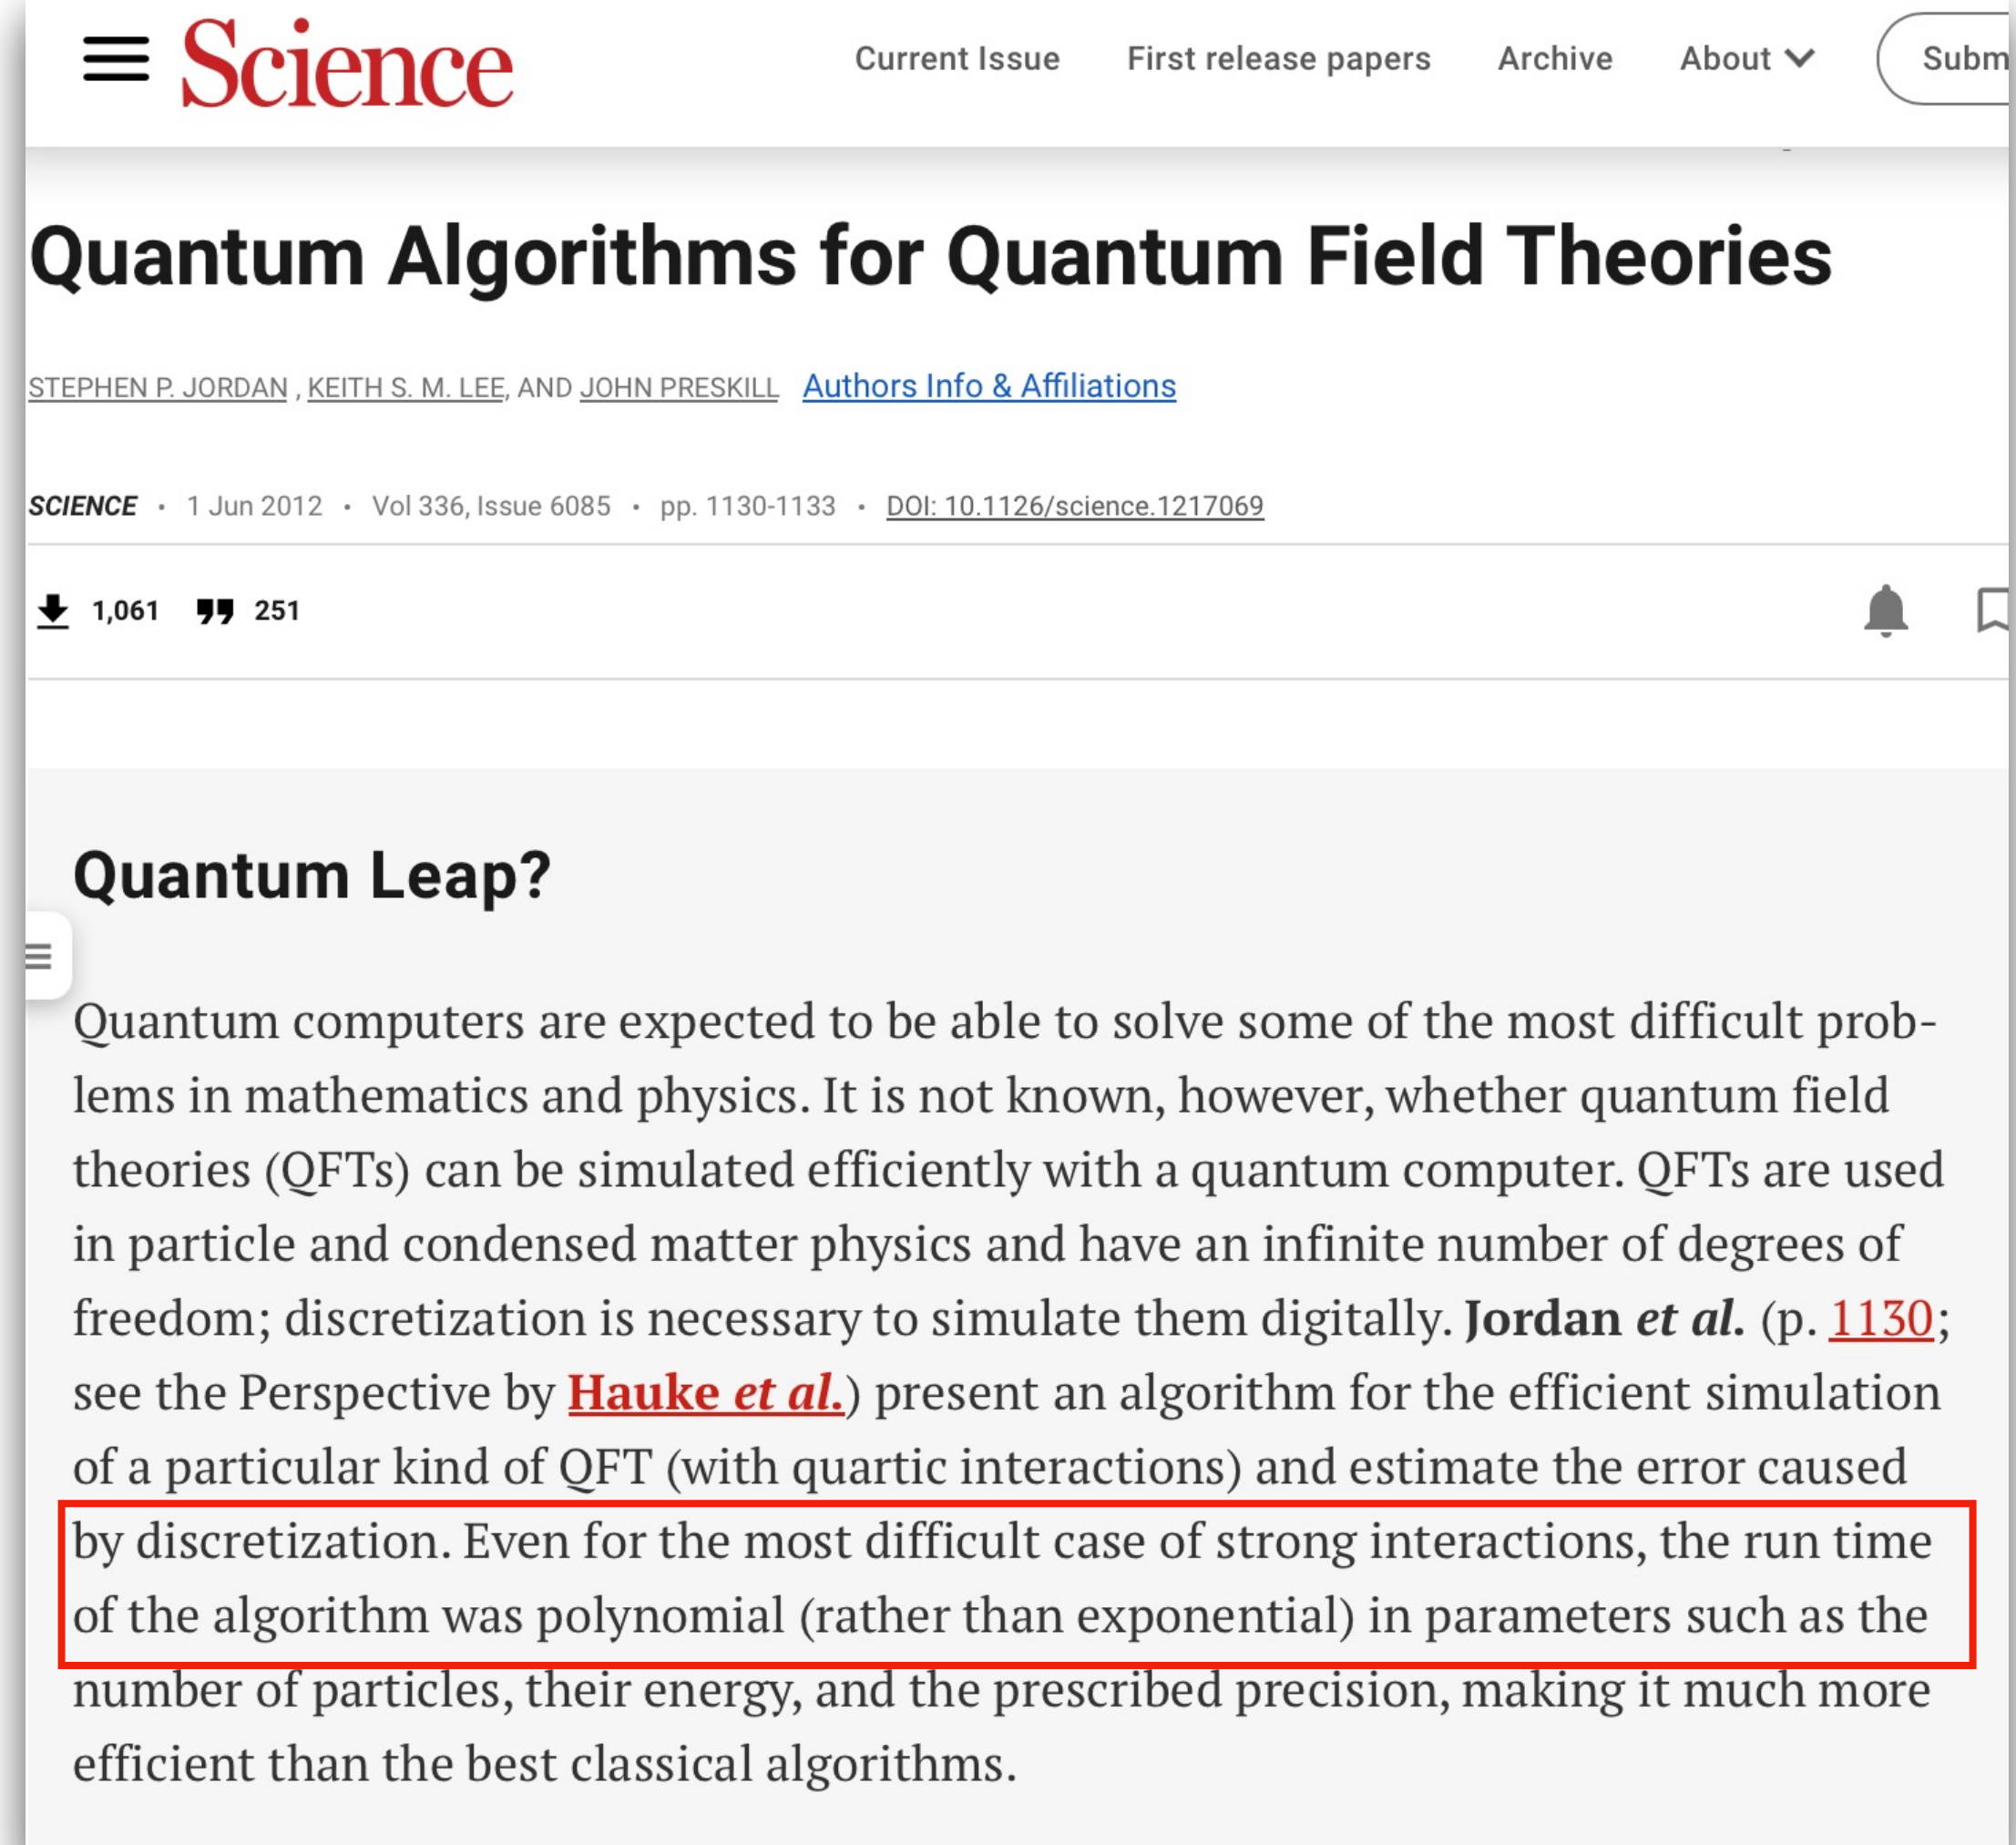 Science Current Issue First release papers Archive About Subm
Quantum Algorithms for Quantum Field Theories
STEPHEN P. JORDAN , KEITH S. M. LEE, AND JOHN PRESKILL Authors Info & Affiliations
SCIENCE · 1 Jun 2012 · Vol 336, Issue 6085 · pp. 1130-1133 · DOI: 10.1126/science.1217069
1,061 251
Quantum Leap?
Quantum computers are expected to be able to solve some of the most difficult prob-
lems in mathematics and physics. It is not known, however, whether quantum field
theories (QFTs) can be simulated efficiently with a quantum computer. QFTs are used
in particle and condensed matter physics and have an infinite number of degrees of
freedom; discretization is necessary to simulate them digitally. Jordan et al. (p. 1130;
see the Perspective by Hauke et al.) present an algorithm for the efficient simulation
of a particular kind of QFT (with quartic interactions) and estimate the error caused
by discretization. Even for the most difficult case of strong interactions, the run time
of the algorithm was polynomial (rather than exponential) in parameters such as the
number of particles, their energy, and the prescribed precision, making it much more
efficient than the best classical algorithms.